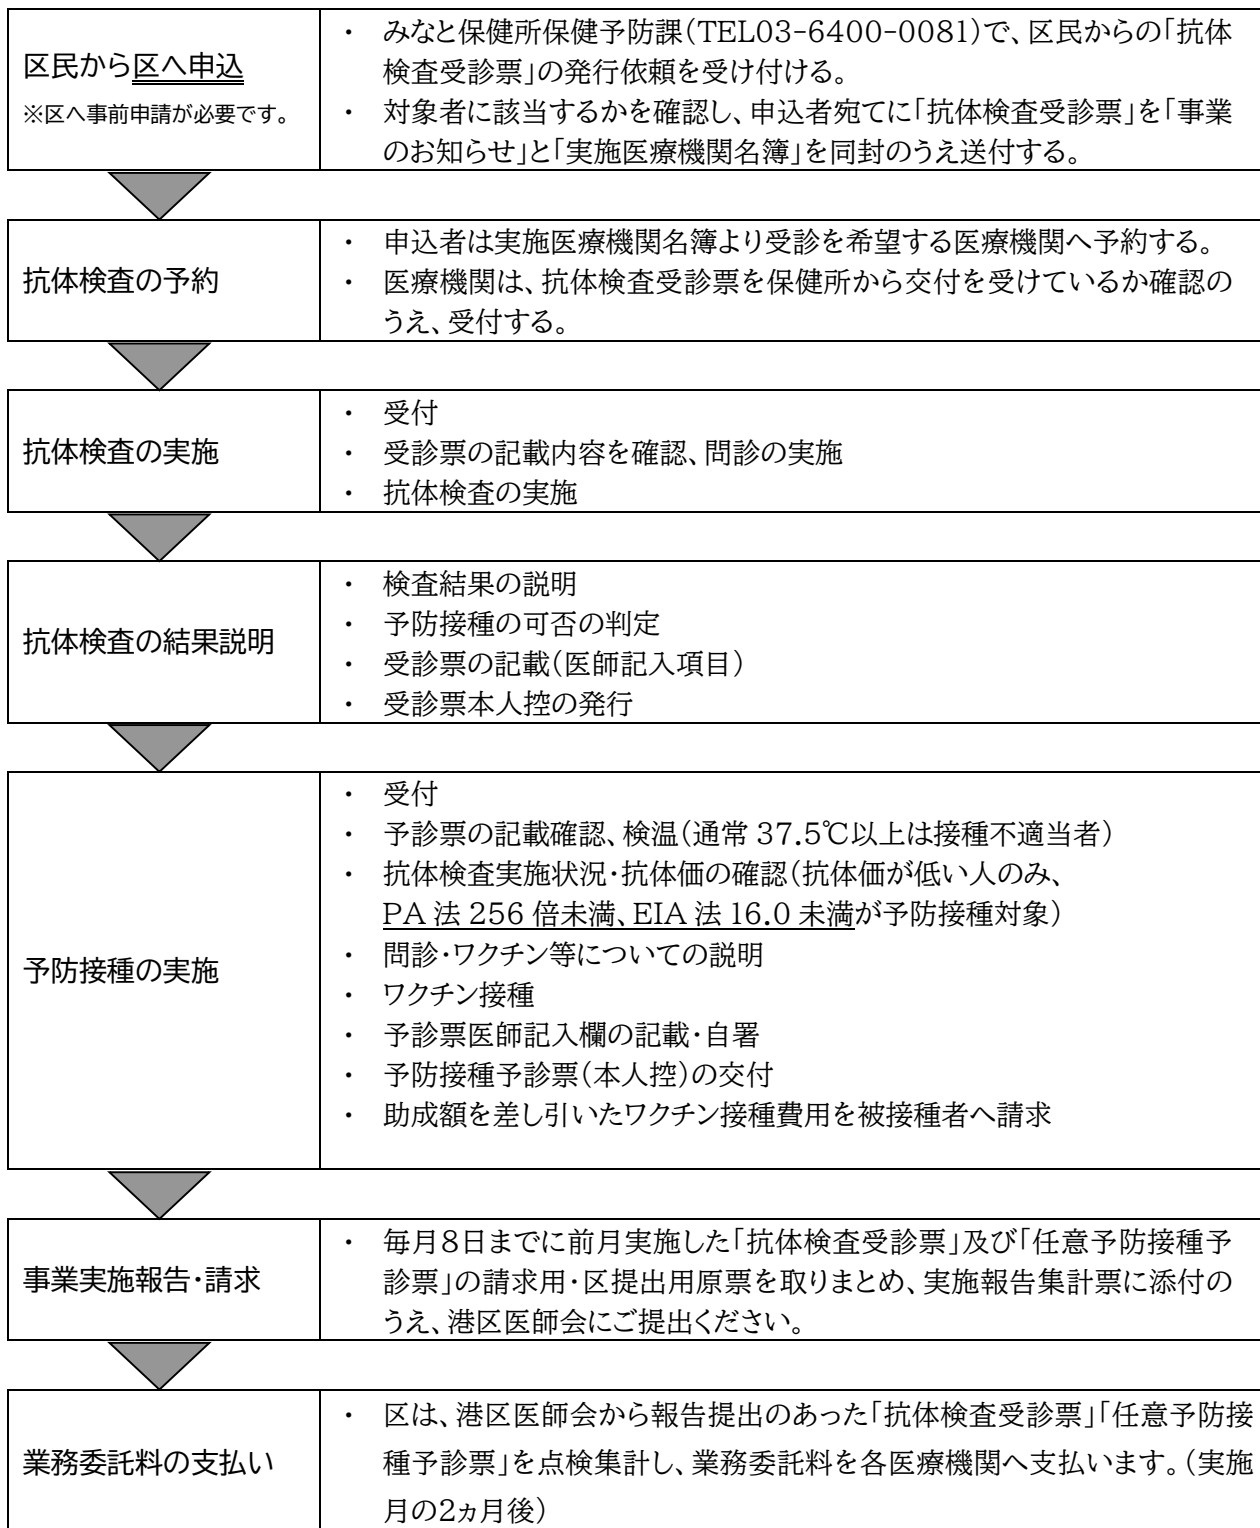 区民から区へ申込
※区へ事前申請が必要です。
・ みなと保健所保健予防課(TEL03-6400-0081)で、区民からの「抗体
検査受診票」の発行依頼を受け付ける。
・ 対象者に該当するかを確認し、申込者宛てに「抗体検査受診票」を「事業
のお知らせ」と「実施医療機関名簿」を同封のうえ送付する。
抗体検査の予約
・ 申込者は実施医療機関名簿より受診を希望する医療機関へ予約する。
・ 医療機関は、抗体検査受診票を保健所から交付を受けているか確認の
うえ、受付する。
抗体検査の実施
・ 受付
・ 受診票の記載内容を確認、問診の実施
・ 抗体検査の実施
抗体検査の結果説明
・ 検査結果の説明
・ 予防接種の可否の判定
・ 受診票の記載(医師記入項目)
・ 受診票本人控の発行
予防接種の実施
・ 受付
・ 予診票の記載確認、検温(通常 37.5℃以上は接種不適当者)
・ 抗体検査実施状況・抗体価の確認(抗体価が低い人のみ、
PA 法 256 倍未満、EIA 法 16.0 未満が予防接種対象)
・ 問診・ワクチン等についての説明
・ ワクチン接種
・ 予診票医師記入欄の記載・自署
・ 予防接種予診票(本人控)の交付
・ 助成額を差し引いたワクチン接種費用を被接種者へ請求
事業実施報告・請求
・ 毎月8日までに前月実施した「抗体検査受診票」及び「任意予防接種予
診票」の請求用・区提出用原票を取りまとめ、実施報告集計票に添付の
うえ、港区医師会にご提出ください。
業務委託料の支払い
・ 区は、港区医師会から報告提出のあった「抗体検査受診票」「任意予防接
種予診票」を点検集計し、業務委託料を各医療機関へ支払います。(実施
月の2ヵ月後)